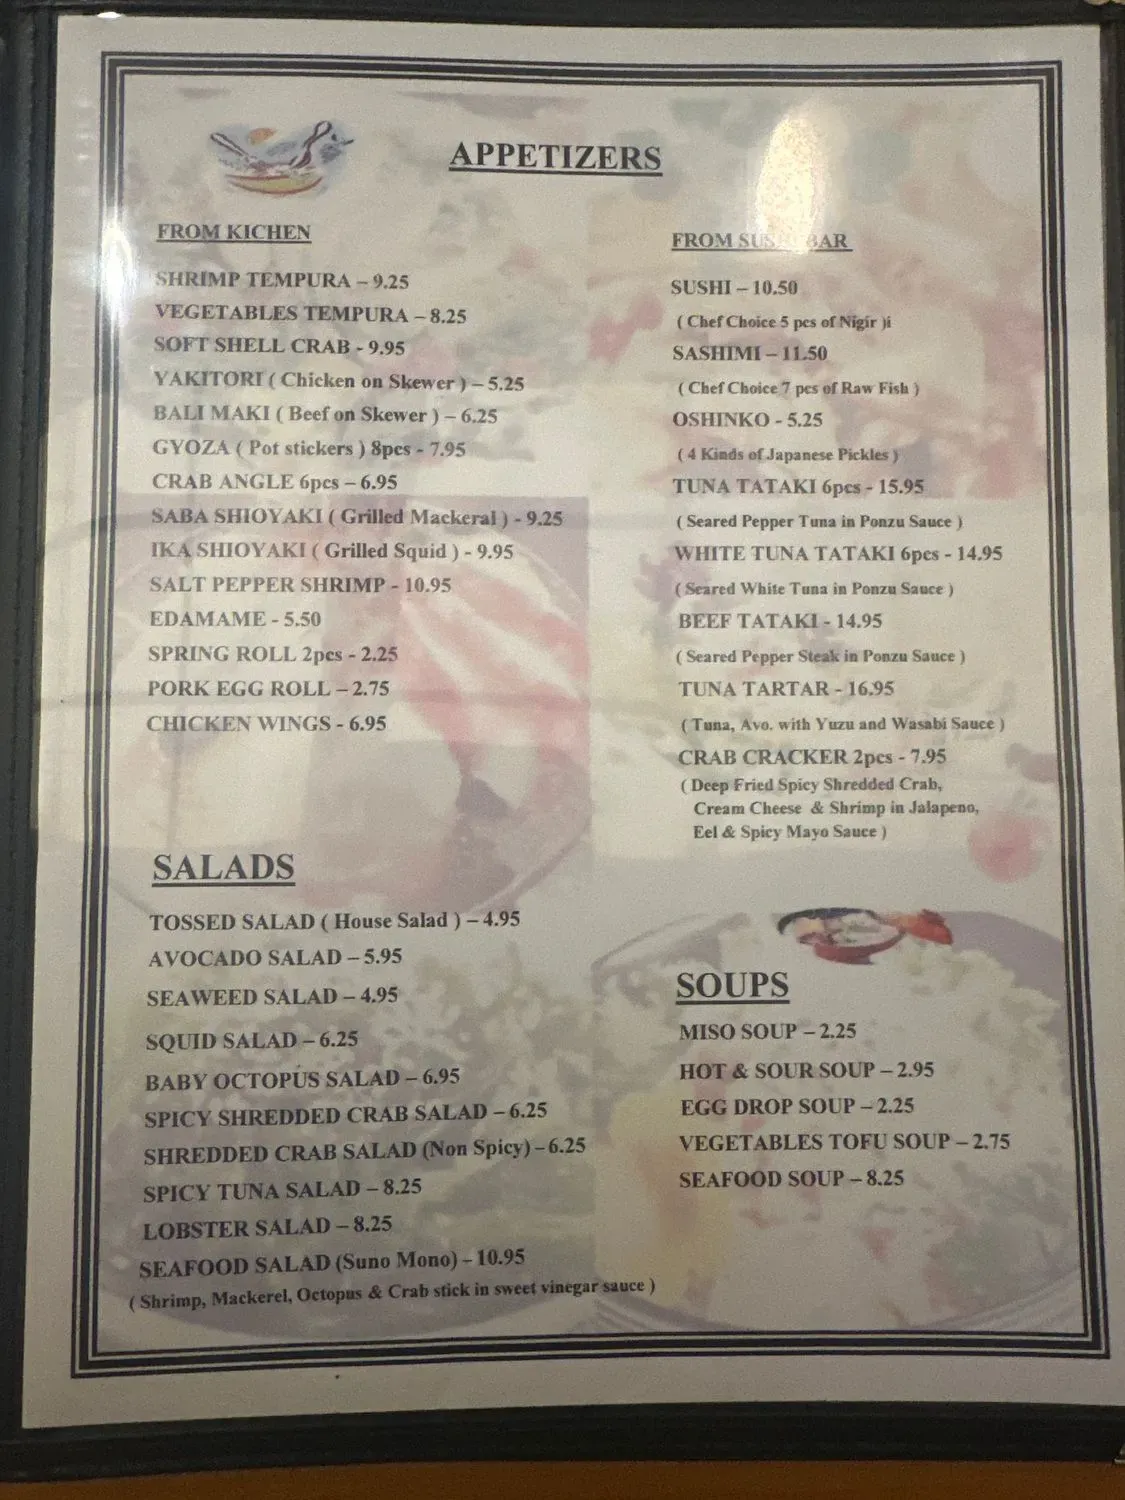 APPETIZERS
FROM KICHEN
SHRIMP TEMPURA – 9.25
VEGETABLES TEMPURA – 8.25
SOFT SHELL CRAB - 9.95
YAKITORI ( Chicken on Skewer ) – 5.25
BALI MAKI ( Beef on Skewer ) – 6.25
GYOZA ( Pot stickers ) 8pcs - 7.95
CRAB ANGLE 6pcs – 6.95
SABA SHIOYAKI ( Grilled Mackeral ) - 9.25
IKA SHIOYAKI ( Grilled Squid ) - 9.95
SALT PEPPER SHRIMP - 10.95
EDAMAME - 5.50
SPRING ROLL 2pcs - 2.25
PORK EGG ROLL – 2.75
CHICKEN WINGS - 6.95
FROM SUSHI BAR
SUSHI – 10.50
( Chef Choice 5 pcs of Nigir )i
SASHIMI – 11.50
( Chef Choice 7 pcs of Raw Fish )
OSHINKO - 5.25
( 4 Kinds of Japanese Pickles )
TUNA TATAKI 6pcs - 15.95
( Seared Pepper Tuna in Ponzu Sauce )
WHITE TUNA TATAKI 6pcs - 14.95
( Seared White Tuna in Ponzu Sauce )
BEEF TATAKI - 14.95
( Seared Pepper Steak in Ponzu Sauce )
TUNA TARTAR - 16.95
( Tuna, Avo. with Yuzu and Wasabi Sauce )
CRAB CRACKER 2pcs - 7.95
( Deep Fried Spicy Shredded Crab,
Cream Cheese & Shrimp in Jalapeno,
Eel & Spicy Mayo Sauce )
SALADS
TOSSED SALAD ( House Salad ) – 4.95
AVOCADO SALAD – 5.95
SEAWEED SALAD – 4.95
SQUID SALAD – 6.25
BABY OCTOPUS SALAD – 6.95
SPICY SHREDDED CRAB SALAD – 6.25
SHREDDED CRAB SALAD (Non Spicy) – 6.25
SPICY TUNA SALAD – 8.25
LOBSTER SALAD – 8.25
SEAFOOD SALAD (Suno Mono) – 10.95
( Shrimp, Mackerel, Octopus & Crab stick in sweet vinegar sauce )
SOUPS
MISO SOUP – 2.25
HOT & SOUR SOUP – 2.95
EGG DROP SOUP – 2.25
VEGETABLES TOFU SOUP – 2.75
SEAFOOD SOUP – 8.25